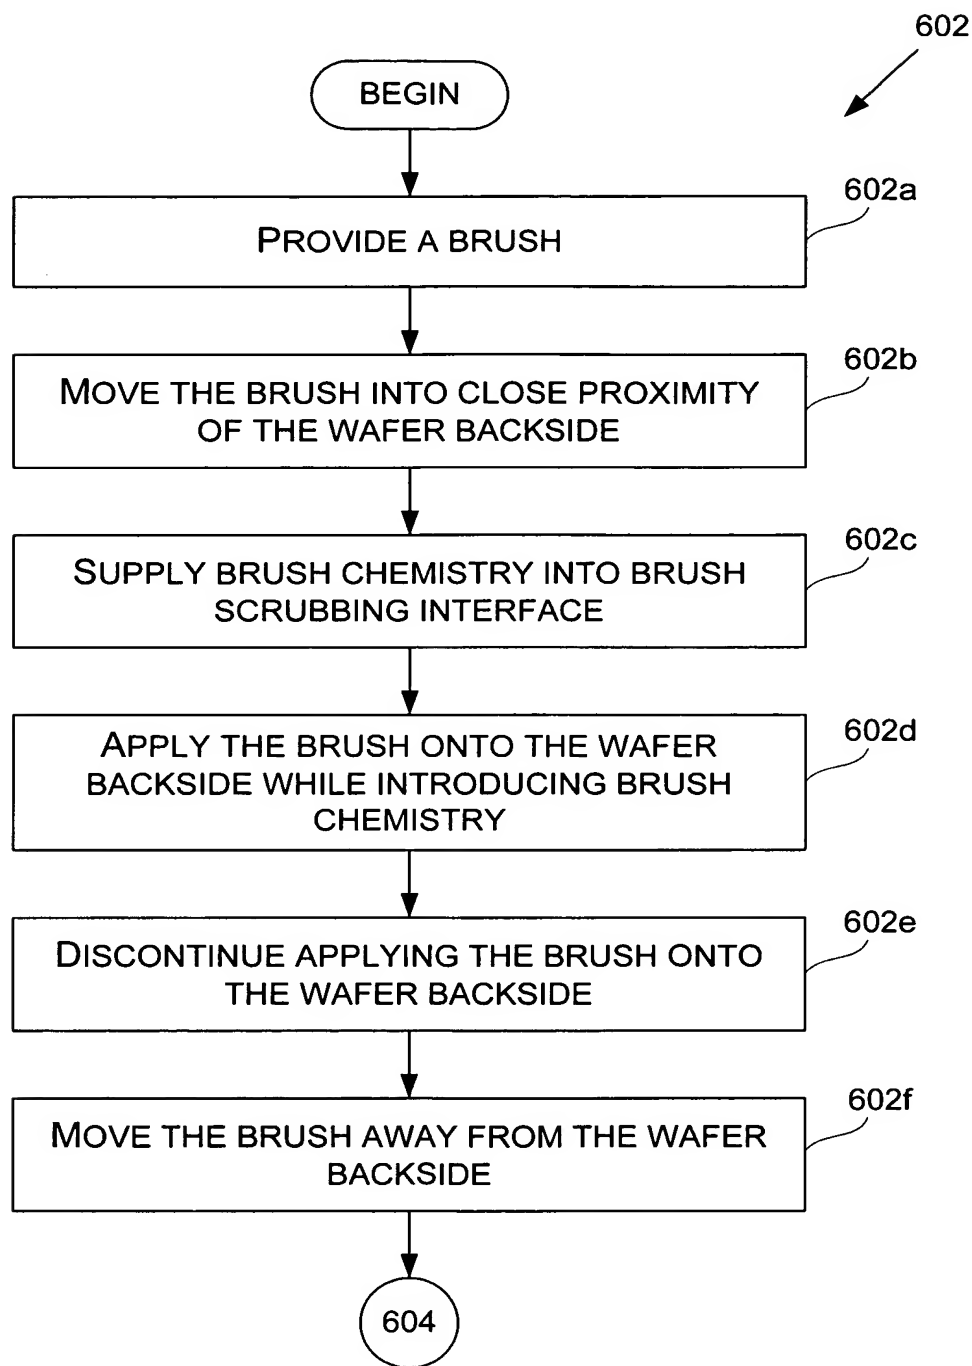 602
BEGIN
602a
PROVIDE A BRUSH
602b
MOVE THE BRUSH INTO CLOSE PROXIMITY
OF THE WAFER BACKSIDE
602c
SUPPLY BRUSH CHEMISTRY INTO BRUSH
SCRUBBING INTERFACE
602d
APPLY THE BRUSH ONTO THE WAFER
BACKSIDE WHILE INTRODUCING BRUSH
CHEMISTRY
602e
DISCONTINUE APPLYING THE BRUSH ONTO
THE WAFER BACKSIDE
602f
MOVE THE BRUSH AWAY FROM THE WAFER
BACKSIDE
604